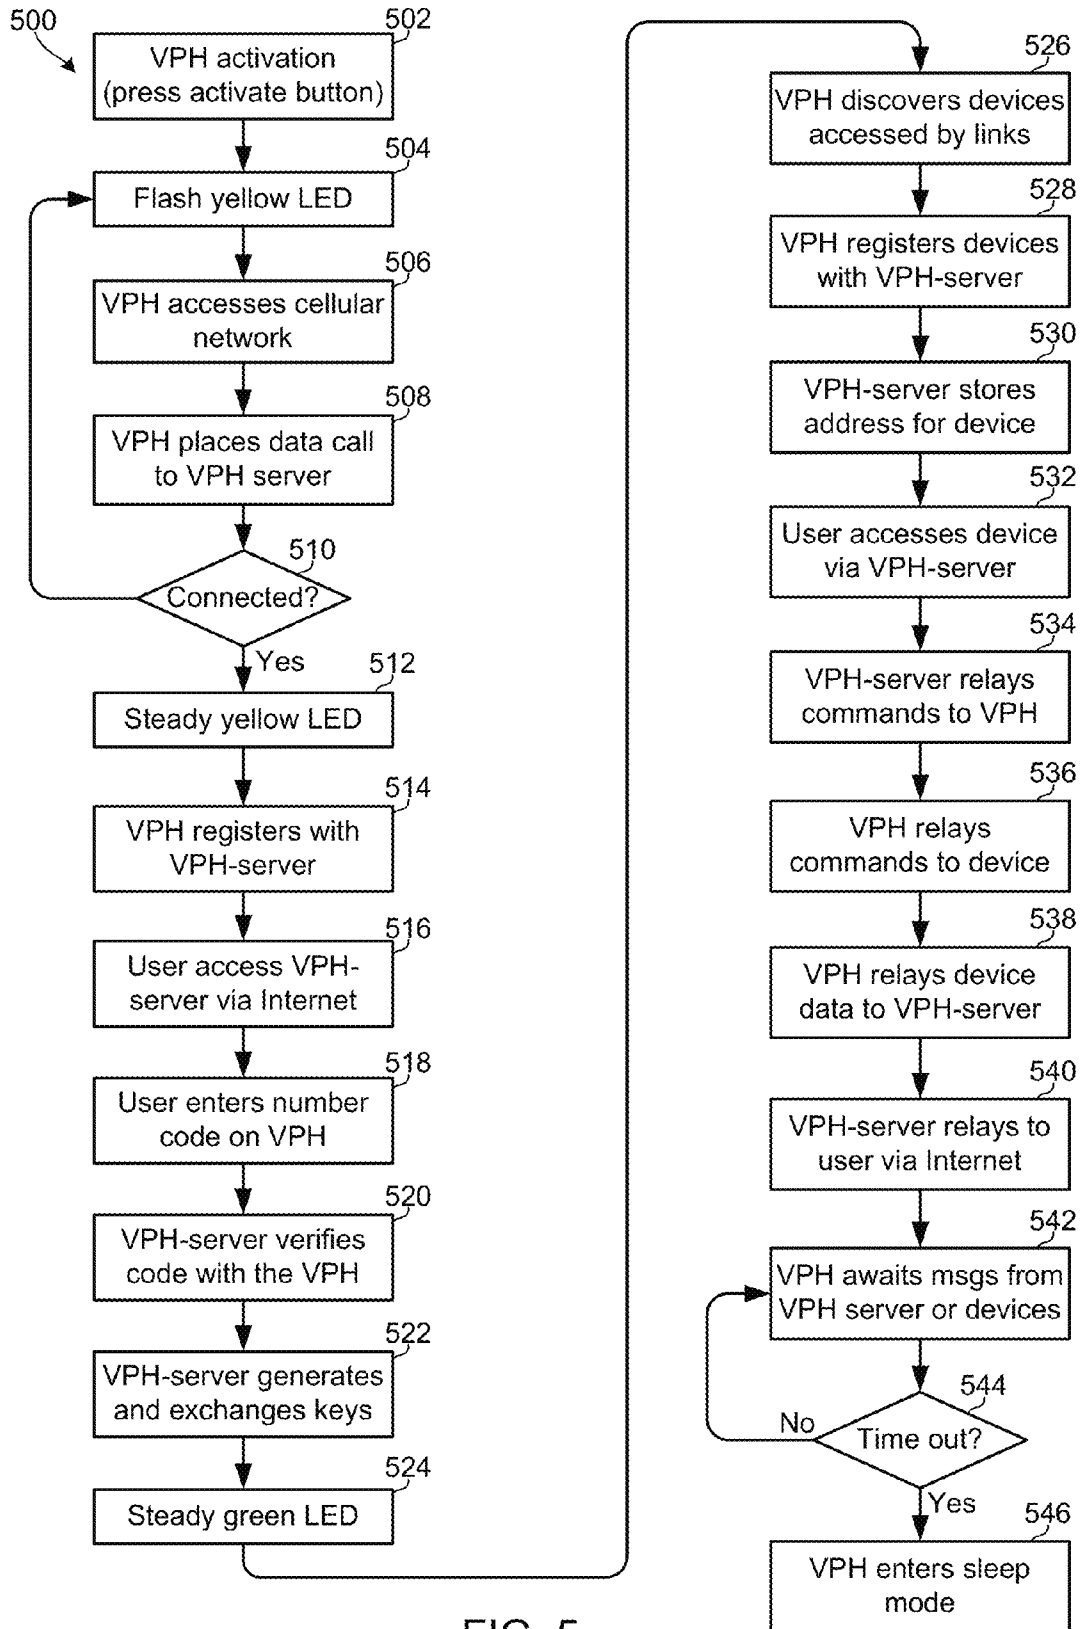 500
502
VPH activation
(press activate button)
504
Flash yellow LED
506
VPH accesses cellular
network
508
VPH places data call
to VPH server
510
Connected?
Yes
512
Steady yellow LED
514
VPH registers with
VPH-server
516
User access VPH-
server via Internet
518
User enters number
code on VPH
520
VPH-server verifies
code with the VPH
522
VPH-server generates
and exchanges keys
524
Steady green LED
526
VPH discovers devices
accessed by links
528
VPH registers devices
with VPH-server
530
VPH-server stores
address for device
532
User accesses device
via VPH-server
534
VPH-server relays
commands to VPH
536
VPH relays
commands to device
538
VPH relays device
data to VPH-server
540
VPH-server relays to
user via Internet
542
VPH awaits msgs from
VPH server or devices
544
Time out?
No
Yes
546
VPH enters sleep
mode
FIG. 5